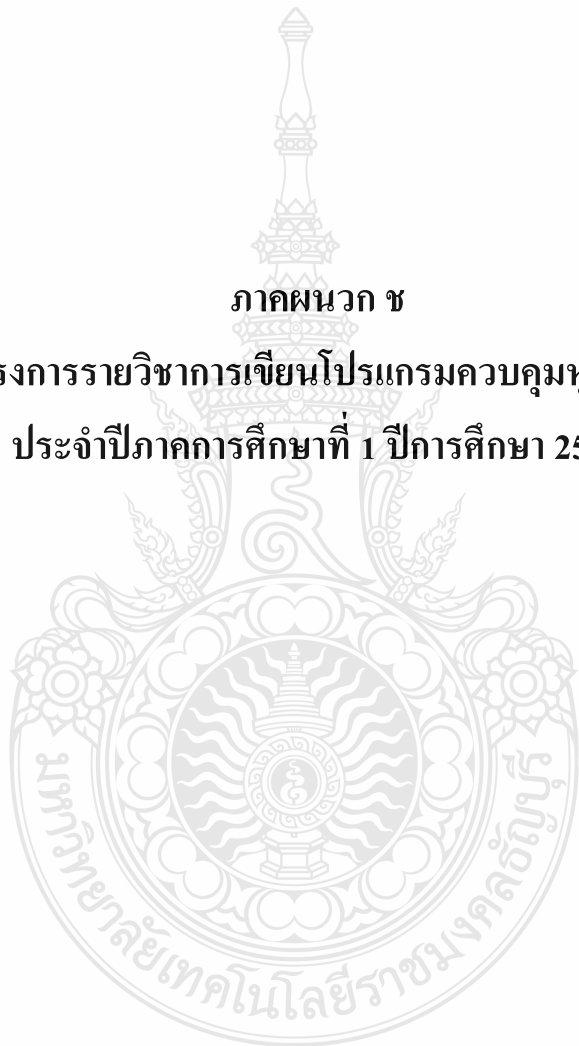 ภาคผนวก ช
รงการรายวิชาการเขียนโปรแกรมควบคุมหุ
ประจำปีภาคการศึกษาที่ 1 ปีการศึกษา 25
มหาวิทยาลัยเทคโนโลยีราชมงคลธัญบุรี